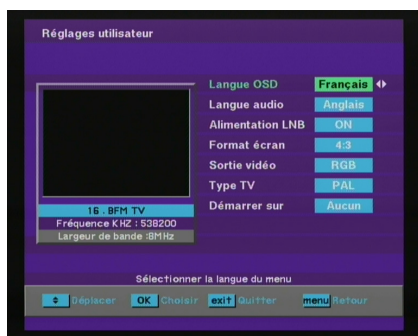 Réglages utilisateur
Langue OSD Français
Langue audio Anglais
Alimentation LNB ON
Format écran 4:3
Sortie vidéo RGB
Type TV PAL
Démarrer sur Aucun
16 . BFM TV
Fréquence KHZ : 538200
Largeur de bande :8MHz
Sélectionner la langue du menu
Déplacer OK Choisir exit Quitter menu Retour